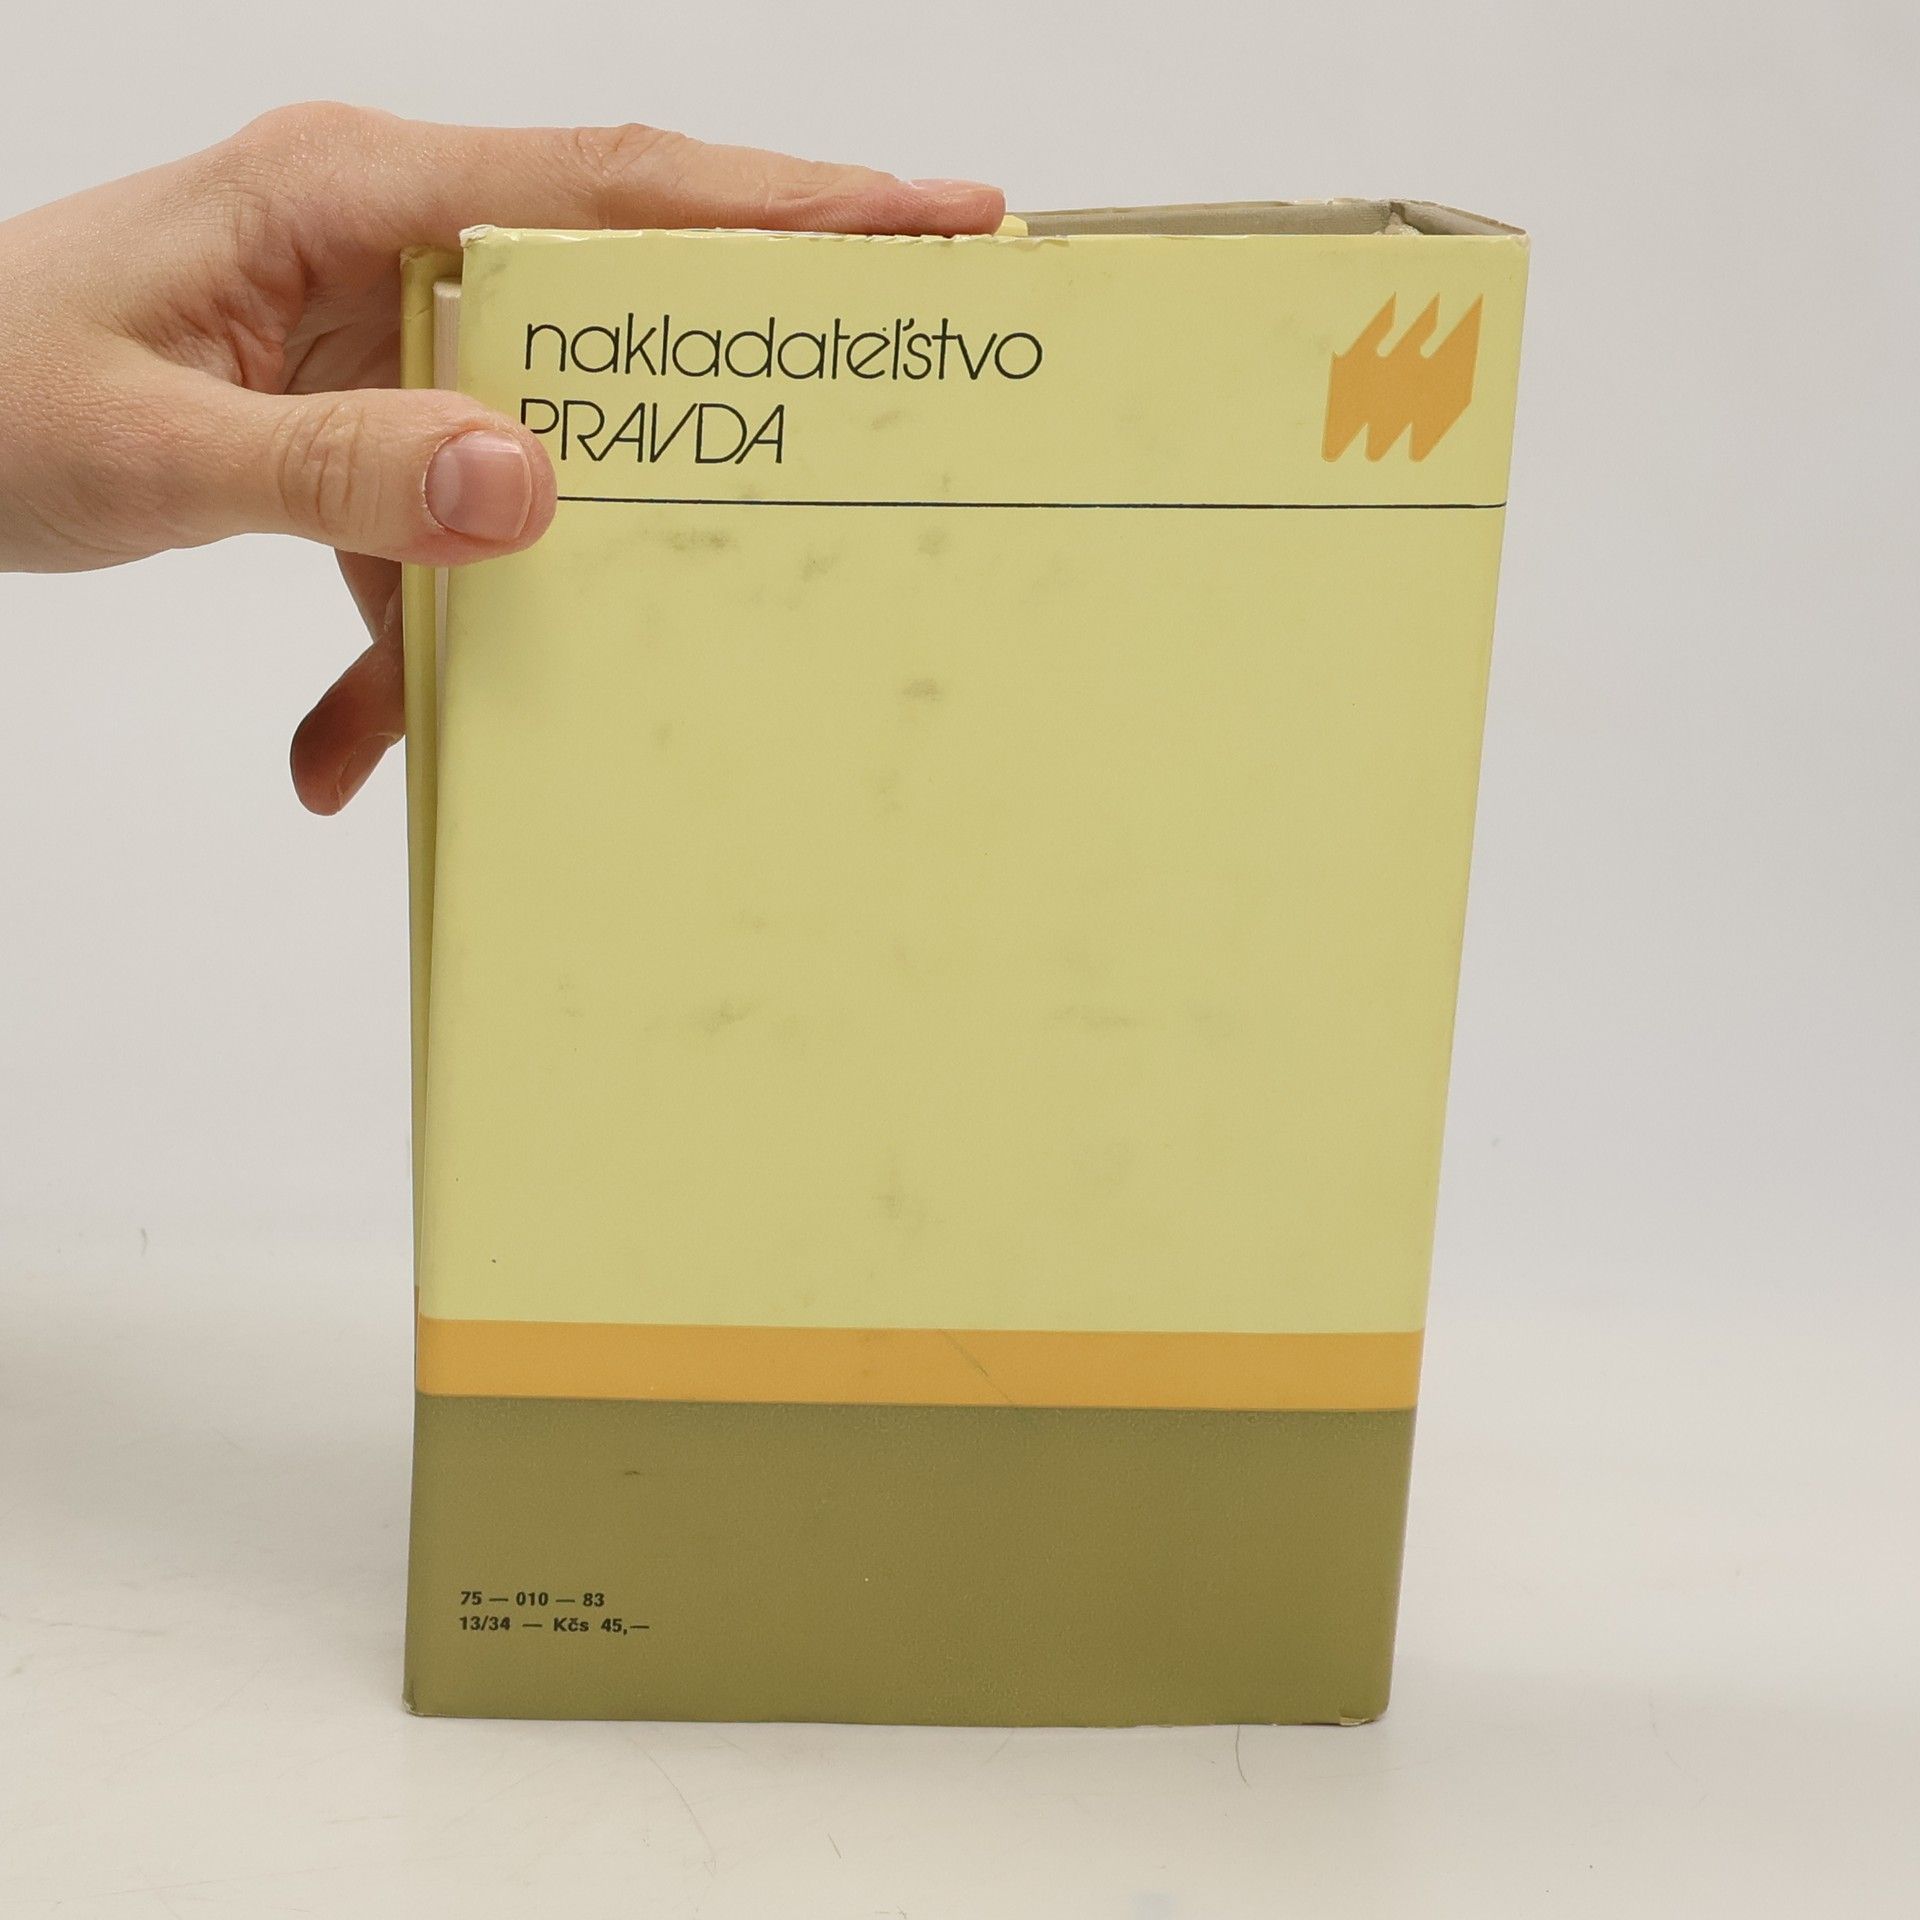 nakladateľstvo
PRAVDA
75 — 010 — 83
13/34 — Kčs 45,—